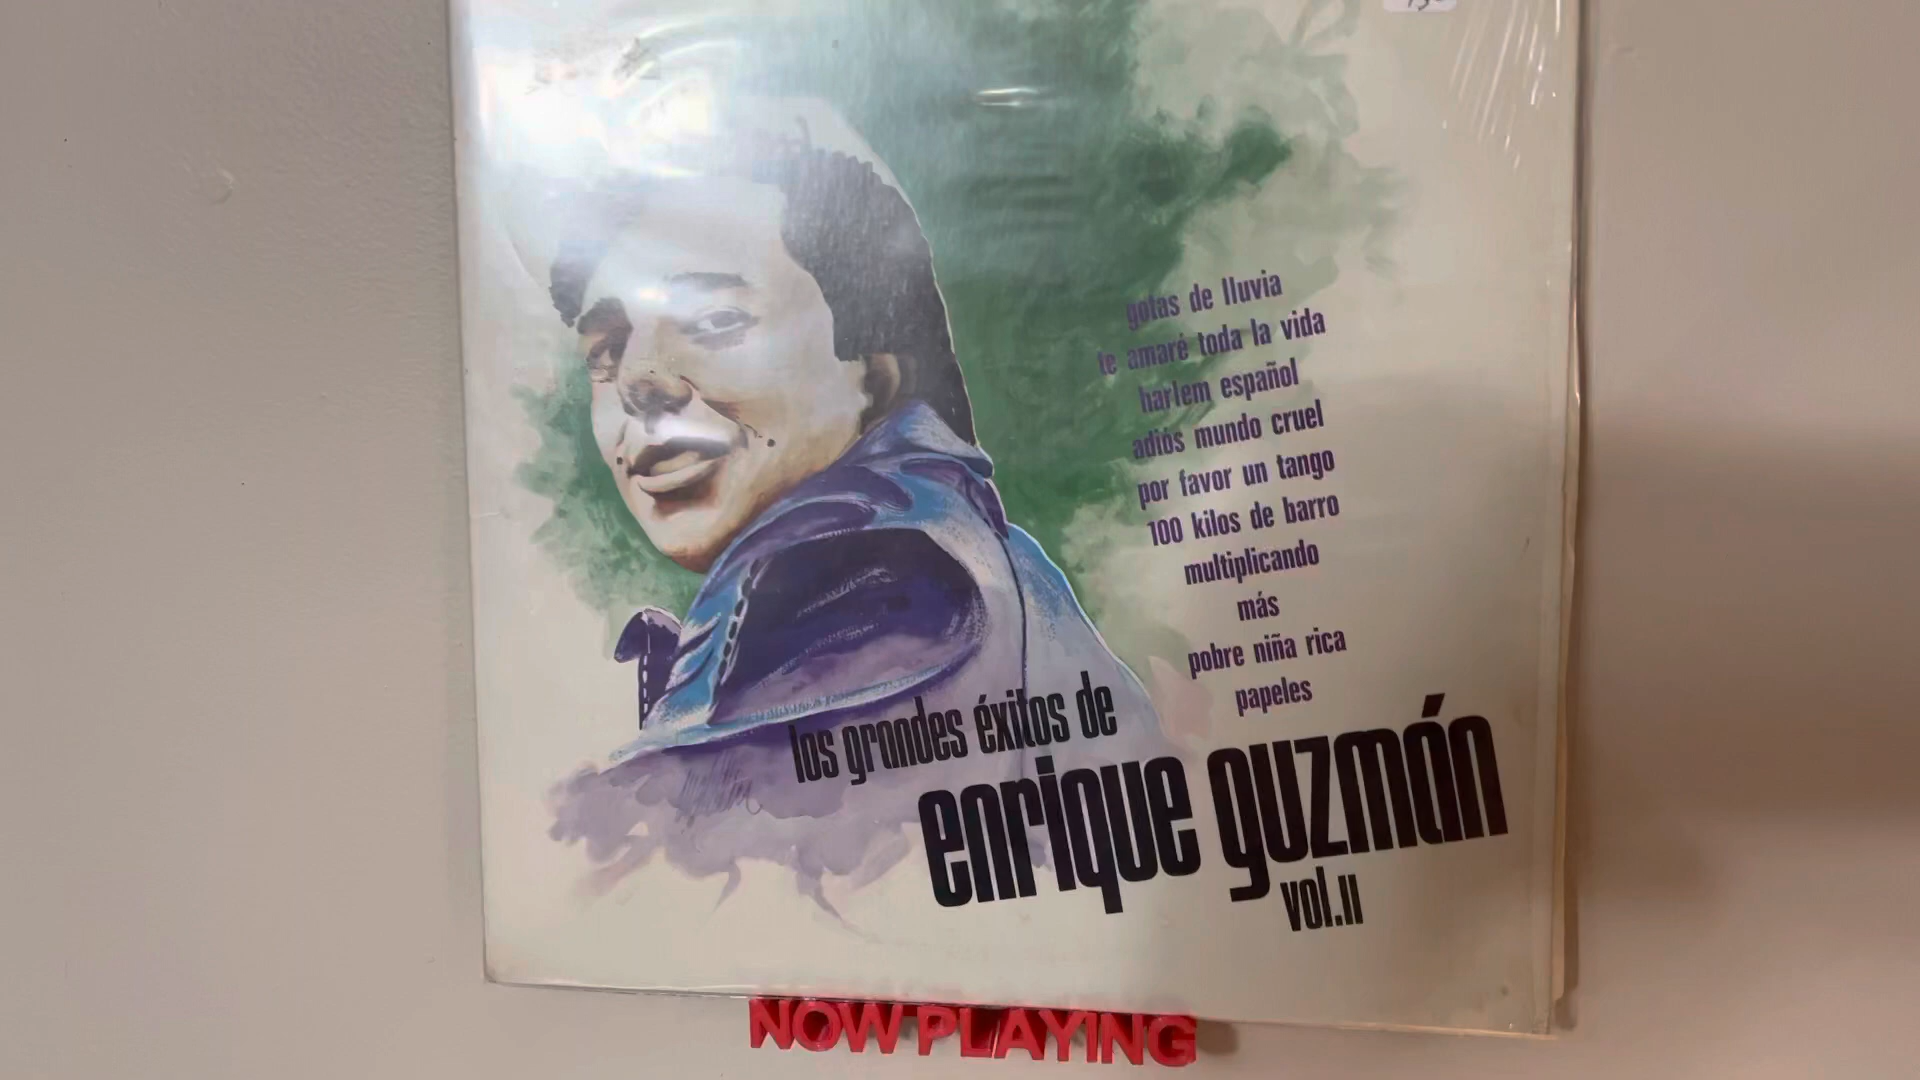 gotas de lluvia
te amaré toda la vida
harlem español
adiós mundo cruel
por favor un tango
100 kilos de barro
multiplicando
más
pobre niña rica
papeles
los grandes éxitos de
enrique guzmán
vol.II
NOW PLAYING